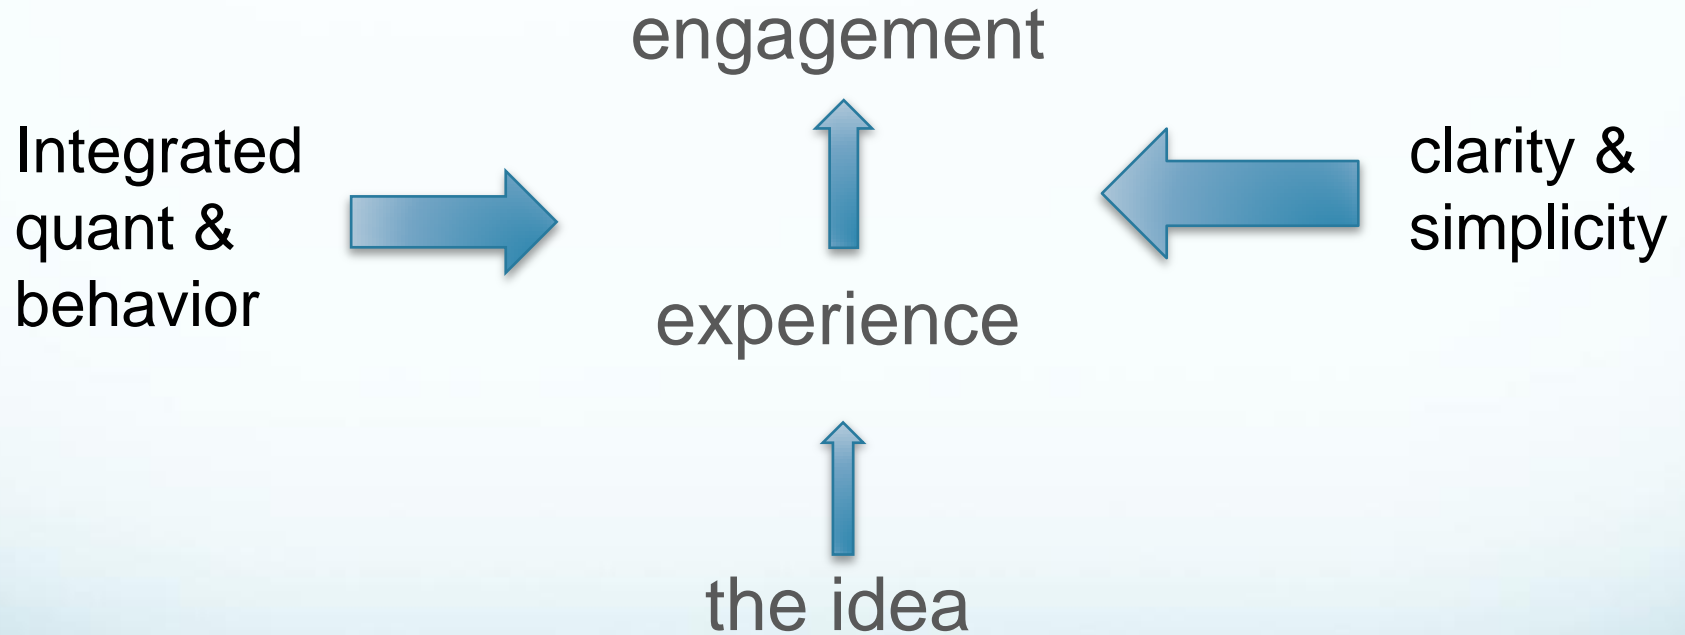 engagement
Integrated
quant &
behavior
clarity &
simplicity
experience
the idea